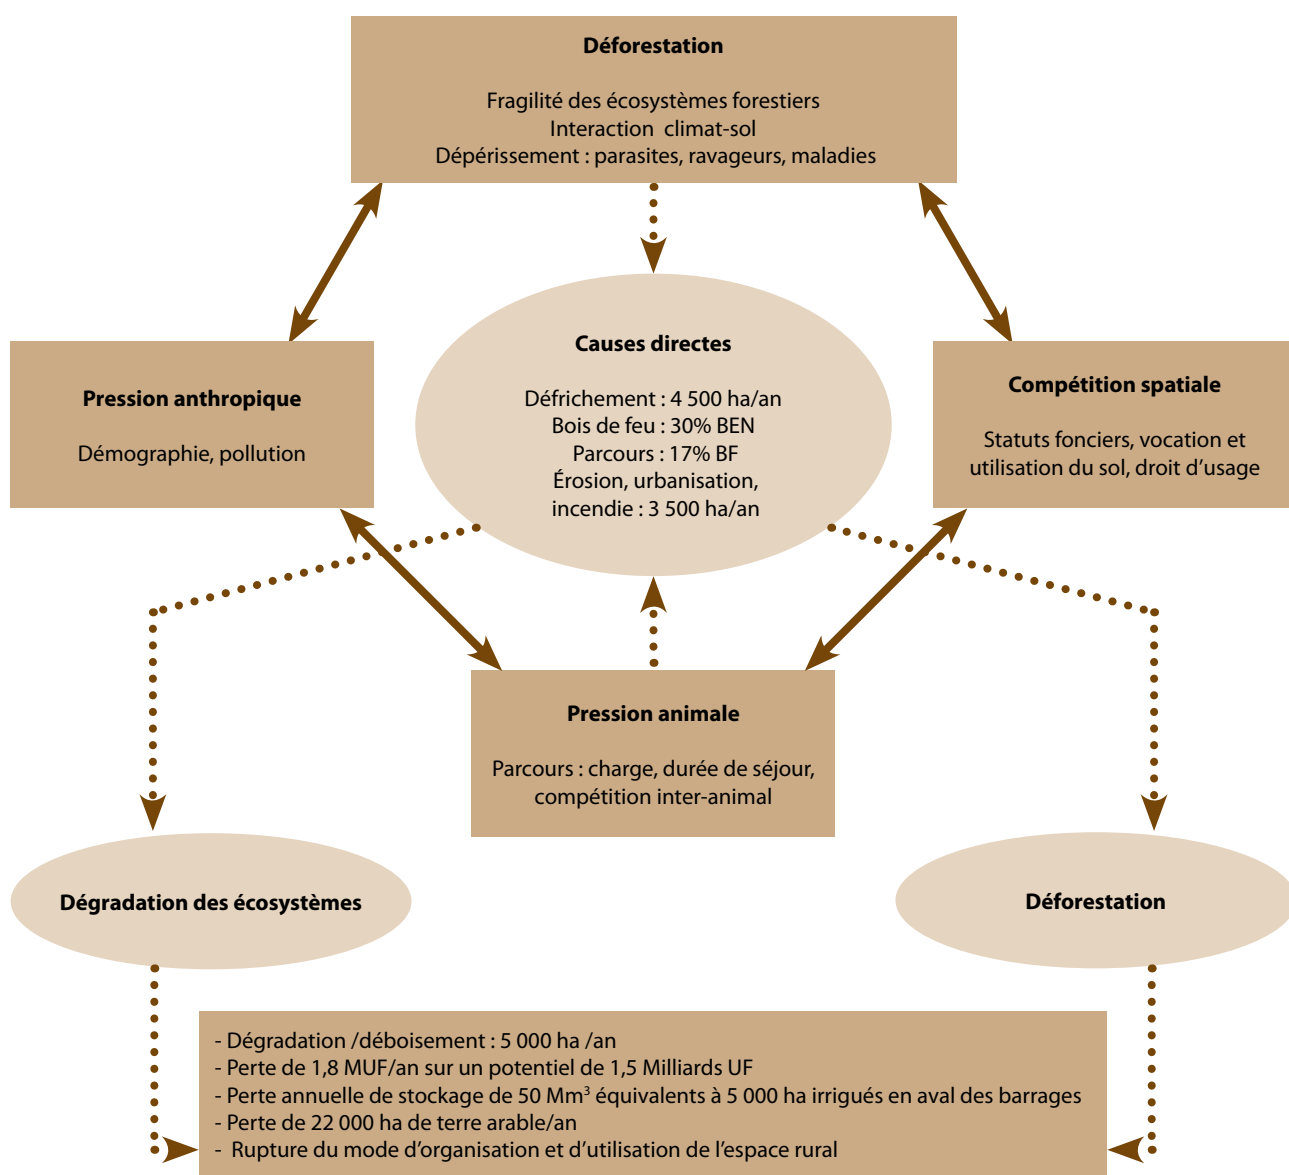 Déforestation
Fragilité des écosystèmes forestiers
Interaction climat-sol
Dépérissement : parasites, ravageurs, maladies
Pression anthropique
Démographie, pollution
Causes directes
Défrichement : 4 500 ha/an
Bois de feu : 30% BEN
Parcours : 17% BF
Érosion, urbanisation,
incendie : 3 500 ha/an
Compétition spatiale
Statuts fonciers, vocation et
utilisation du sol, droit d’usage
Pression animale
Parcours : charge, durée de séjour,
compétition inter-animal
Dégradation des écosystèmes
Déforestation
- Dégradation /déboisement : 5 000 ha /an
- Perte de 1,8 MUF/an sur un potentiel de 1,5 Milliards UF
- Perte annuelle de stockage de 50 Mm³ équivalents à 5 000 ha irrigués en aval des barrages
- Perte de 22 000 ha de terre arable/an
- Rupture du mode d’organisation et d’utilisation de l’espace rural